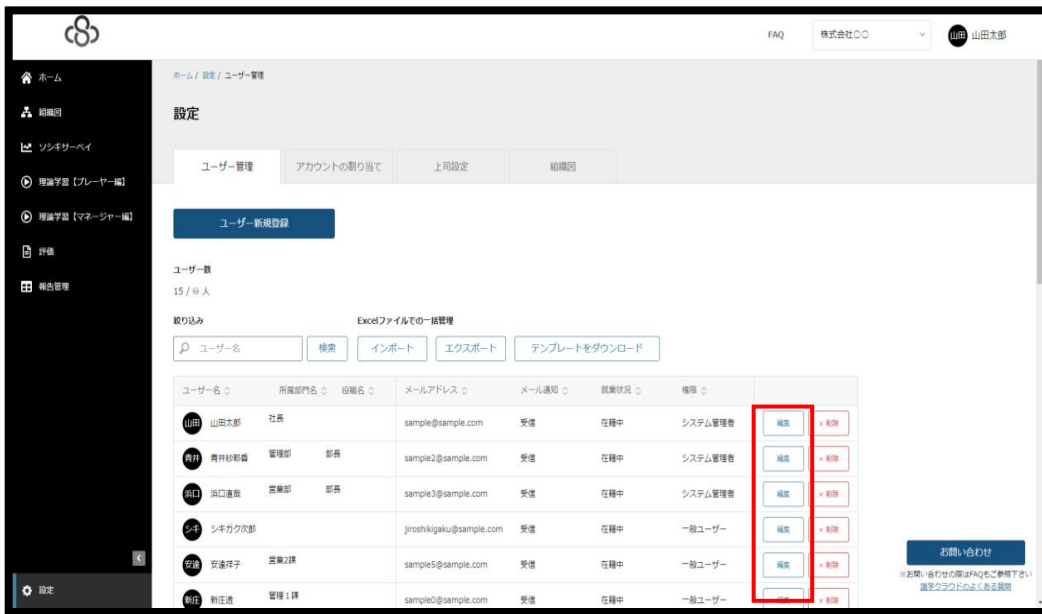 FAQ 株式会社〇〇 山田 山田太郎
ホーム
組織図
ソシキサーベイ
理論学習【プレーヤー編】
理論学習【マネージャー編】
評価
報告管理
設定
ホーム / 設定 / ユーザー管理
設定
ユーザー管理 アカウントの割り当て 上司設定 組織図
ユーザー新規登録
ユーザー数
15 / ∞ 人
絞り込み Excelファイルでの一括管理
ユーザー名 検索 インポート エクスポート テンプレートをダウンロード
ユーザー名 所属部門名 役職名 メールアドレス メール通知 就業状況 権限
山田 山田太郎 社長 sample@sample.com 受信 在籍中 システム管理者 編集 × 削除
青井 青井紗耶香 管理部 部長 sample2@sample.com 受信 在籍中 システム管理者 編集 × 削除
浜口 浜口直哉 営業部 部長 sample3@sample.com 受信 在籍中 システム管理者 編集 × 削除
シキ シキガク次郎 jiroshikigaku@sample.com 受信 在籍中 一般ユーザー 編集 × 削除
安達 安達祥子 営業2課 sample5@sample.com 受信 在籍中 一般ユーザー 編集 × 削除
新庄 新庄透 管理1課 sample0@sample.com 受信 在籍中 一般ユーザー 編集 × 削除
お問い合わせ
※お問い合わせの際はFAQもご参照下さい
識学クラウドのよくある質問